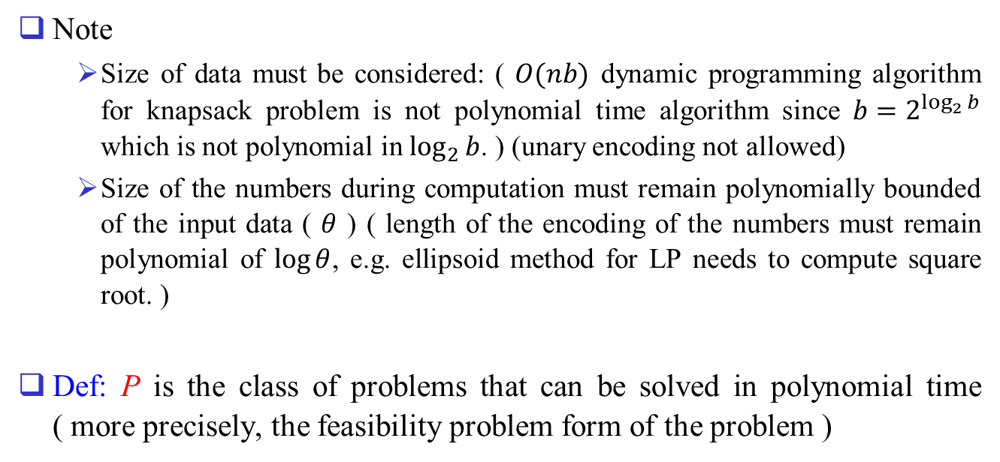 ❑ Note
➢Size of data must be considered: ( O(nb) dynamic programming algorithm
for knapsack problem is not polynomial time algorithm since b = 2^{log₂ b}
which is not polynomial in log₂ b. ) (unary encoding not allowed)
➢Size of the numbers during computation must remain polynomially bounded
of the input data ( θ ) ( length of the encoding of the numbers must remain
polynomial of log θ, e.g. ellipsoid method for LP needs to compute square
root. )
❑ Def: P is the class of problems that can be solved in polynomial time
( more precisely, the feasibility problem form of the problem )